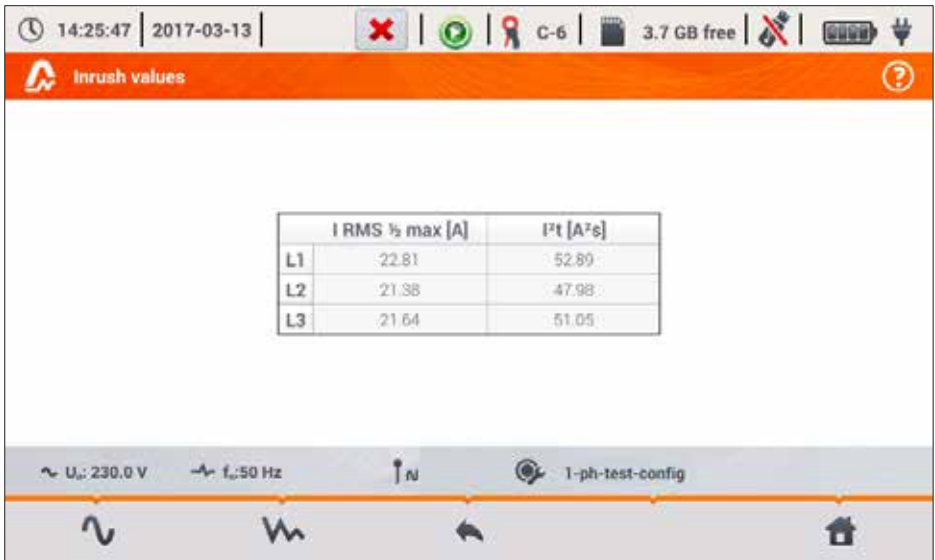 14:25:47 2017-03-13 C-6 3.7 GB free
Inrush values ?
I RMS ½ max [A] I²t [A²s]
L1 22.81 52.89
L2 21.38 47.98
L3 21.64 51.05
Uₙ: 230.0 V fₙ:50 Hz N 1-ph-test-config